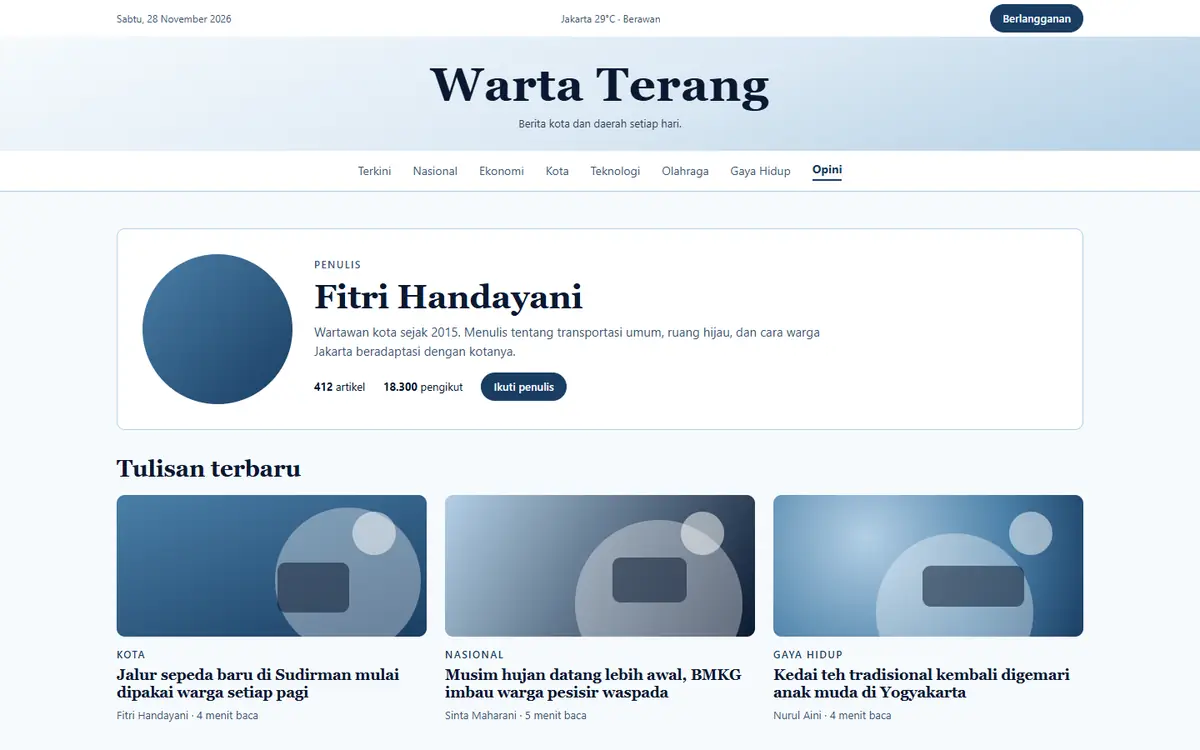 Sabtu, 28 November 2026
Jakarta 29°C · Berawan
Berlangganan
Warta Terang
Berita kota dan daerah setiap hari.
Terkini Nasional Ekonomi Kota Teknologi Olahraga Gaya Hidup Opini
PENULIS
Fitri Handayani
Wartawan kota sejak 2015. Menulis tentang transportasi umum, ruang hijau, dan cara warga
Jakarta beradaptasi dengan kotanya.
412 artikel 18.300 pengikut Ikuti penulis
Tulisan terbaru
KOTA
Jalur sepeda baru di Sudirman mulai
dipakai warga setiap pagi
Fitri Handayani · 4 menit baca
NASIONAL
Musim hujan datang lebih awal, BMKG
imbau warga pesisir waspada
Sinta Maharani · 5 menit baca
GAYA HIDUP
Kedai teh tradisional kembali digemari
anak muda di Yogyakarta
Nurul Aini · 4 menit baca